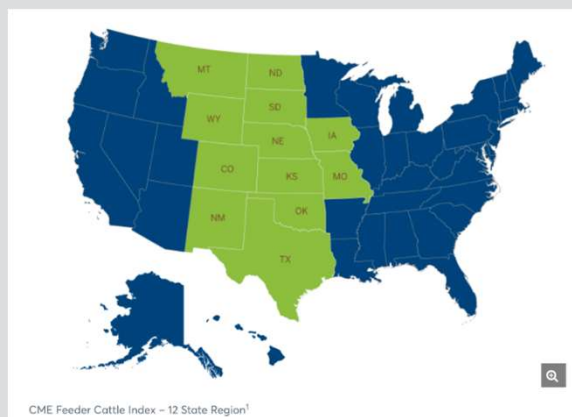 MT
ND
SD
WY
NE
IA
CO
KS
MO
NM
OK
TX
CME Feeder Cattle Index – 12 State Region¹